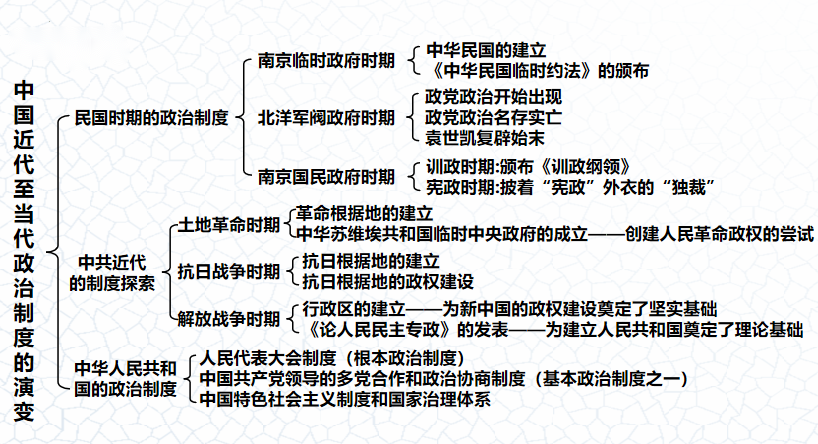 中国近代至当代政治制度的演变
民国时期的政治制度
南京临时政府时期
中华民国的建立
《中华民国临时约法》的颁布
北洋军阀政府时期
政党政治开始出现
政党政治名存实亡
袁世凯复辟始末
南京国民政府时期
训政时期:颁布《训政纲领》
宪政时期:披着“宪政”外衣的“独裁”
中共近代
的制度探索
土地革命时期
革命根据地的建立
中华苏维埃共和国临时中央政府的成立——创建人民革命政权的尝试
抗日战争时期
抗日根据地的建立
抗日根据地的政权建设
解放战争时期
行政区的建立——为新中国的政权建设奠定了坚实基础
《论人民民主专政》的发表——为建立人民共和国奠定了理论基础
中华人民共和
国的政治制度
人民代表大会制度（根本政治制度）
中国共产党领导的多党合作和政治协商制度（基本政治制度之一）
中国特色社会主义制度和国家治理体系